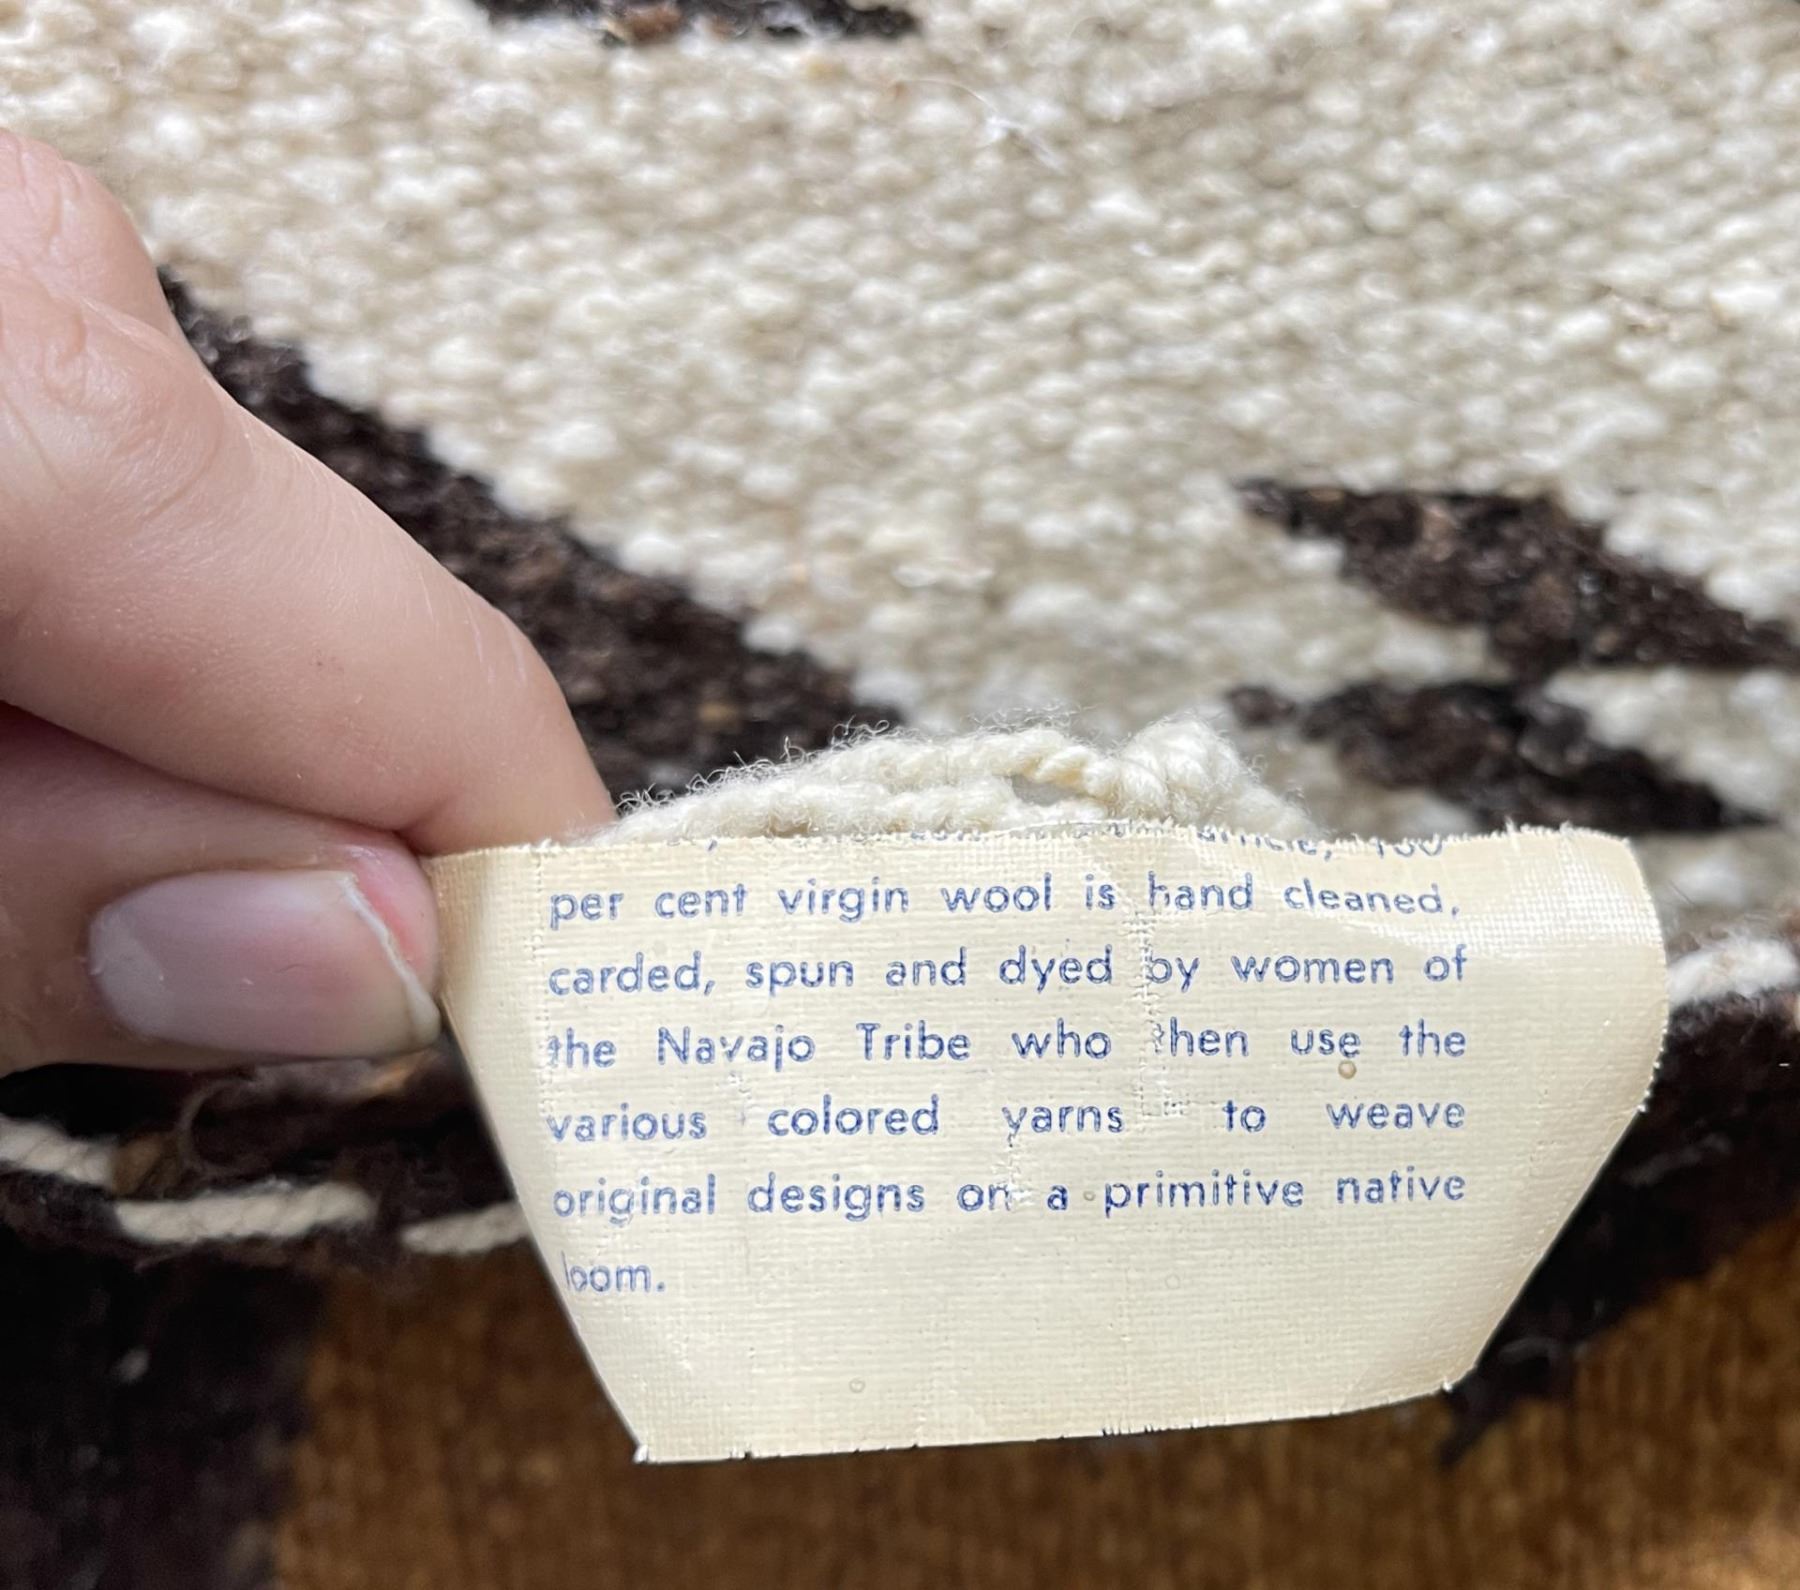 per cent virgin wool is hand cleaned,
carded, spun and dyed by women of
the Navajo Tribe who then use the
various colored yarns to weave
original designs on a primitive native
loom.